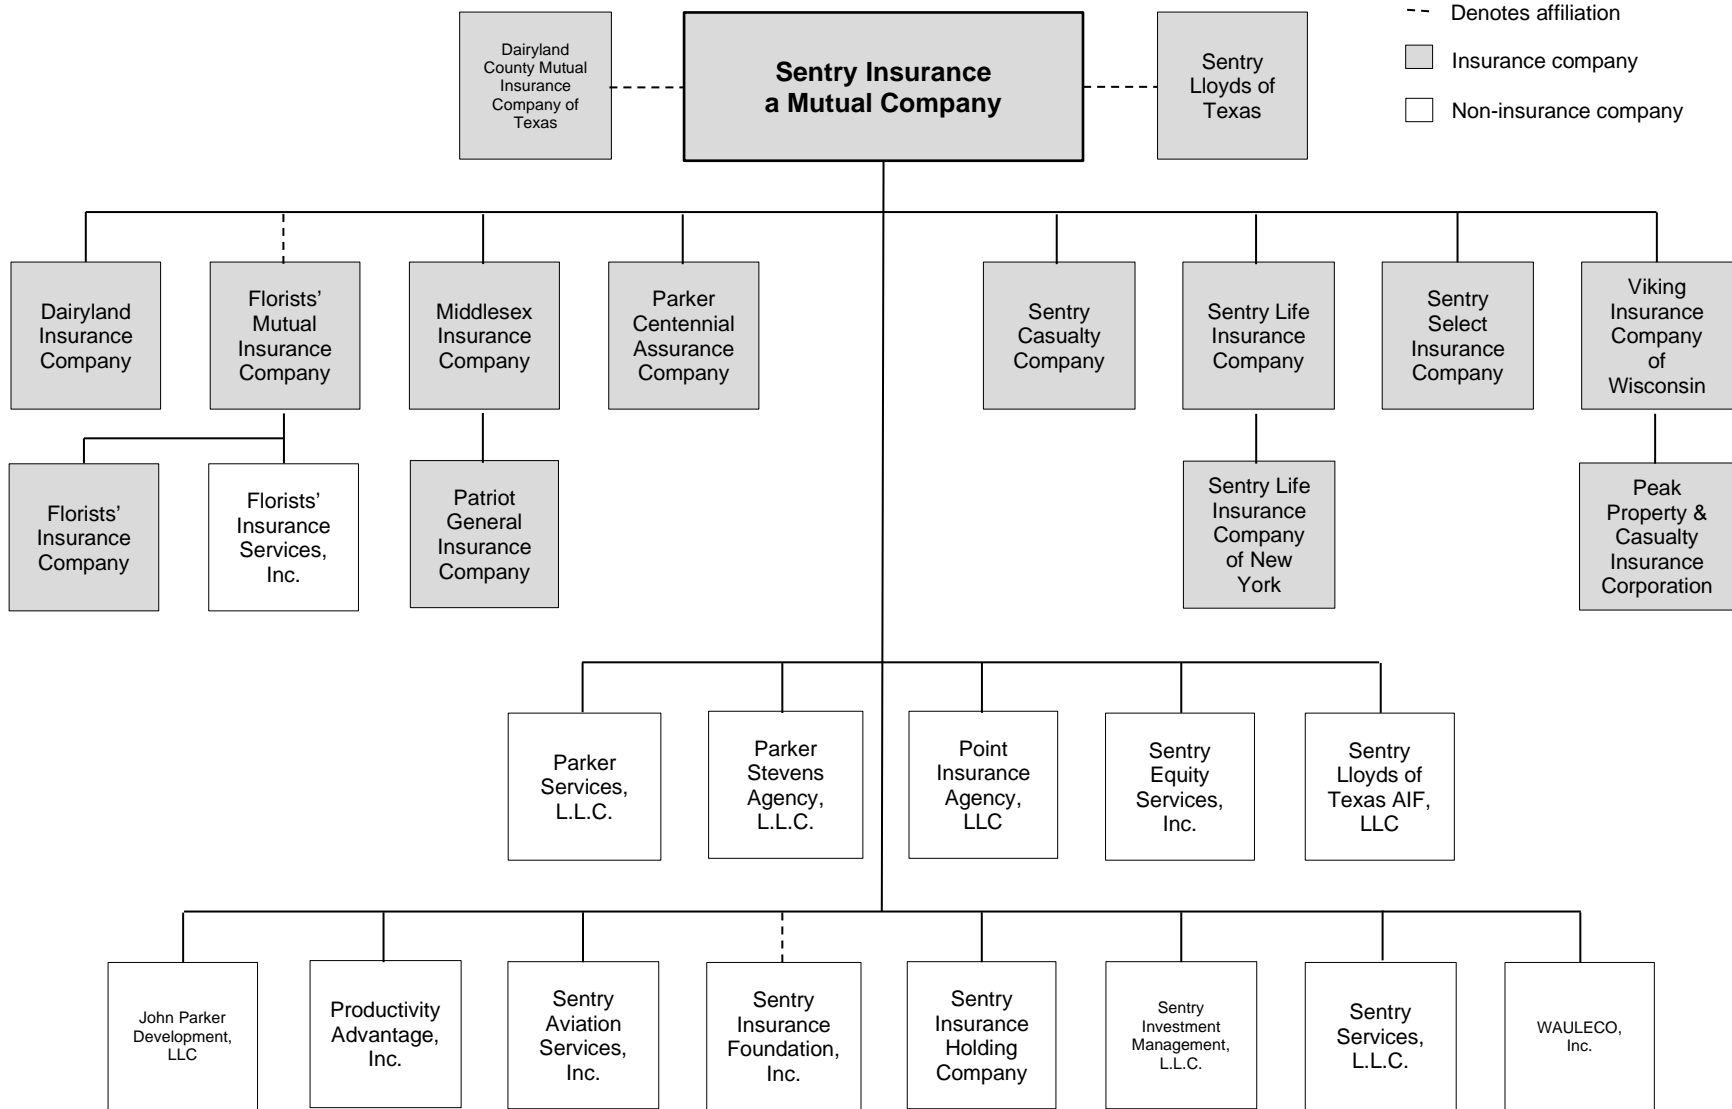 Dairyland
County Mutual
Insurance
Company of
Texas
Sentry Insurance
a Mutual Company
Sentry
Lloyds of
Texas
Denotes affiliation
Insurance company
Non-insurance company
Dairyland
Insurance
Company
Florists’
Mutual
Insurance
Company
Middlesex
Insurance
Company
Parker
Centennial
Assurance
Company
Sentry
Casualty
Company
Sentry Life
Insurance
Company
Sentry
Select
Insurance
Company
Viking
Insurance
Company
of
Wisconsin
Florists’
Insurance
Company
Florists’
Insurance
Services,
Inc.
Patriot
General
Insurance
Company
Sentry Life
Insurance
Company
of New
York
Peak
Property &
Casualty
Insurance
Corporation
Parker
Services,
L.L.C.
Parker
Stevens
Agency,
L.L.C.
Point
Insurance
Agency,
LLC
Sentry
Equity
Services,
Inc.
Sentry
Lloyds of
Texas AIF,
LLC
John Parker
Development,
LLC
Productivity
Advantage,
Inc.
Sentry
Aviation
Services,
Inc.
Sentry
Insurance
Foundation,
Inc.
Sentry
Insurance
Holding
Company
Sentry
Investment
Management,
L.L.C.
Sentry
Services,
L.L.C.
WAULECO,
Inc.